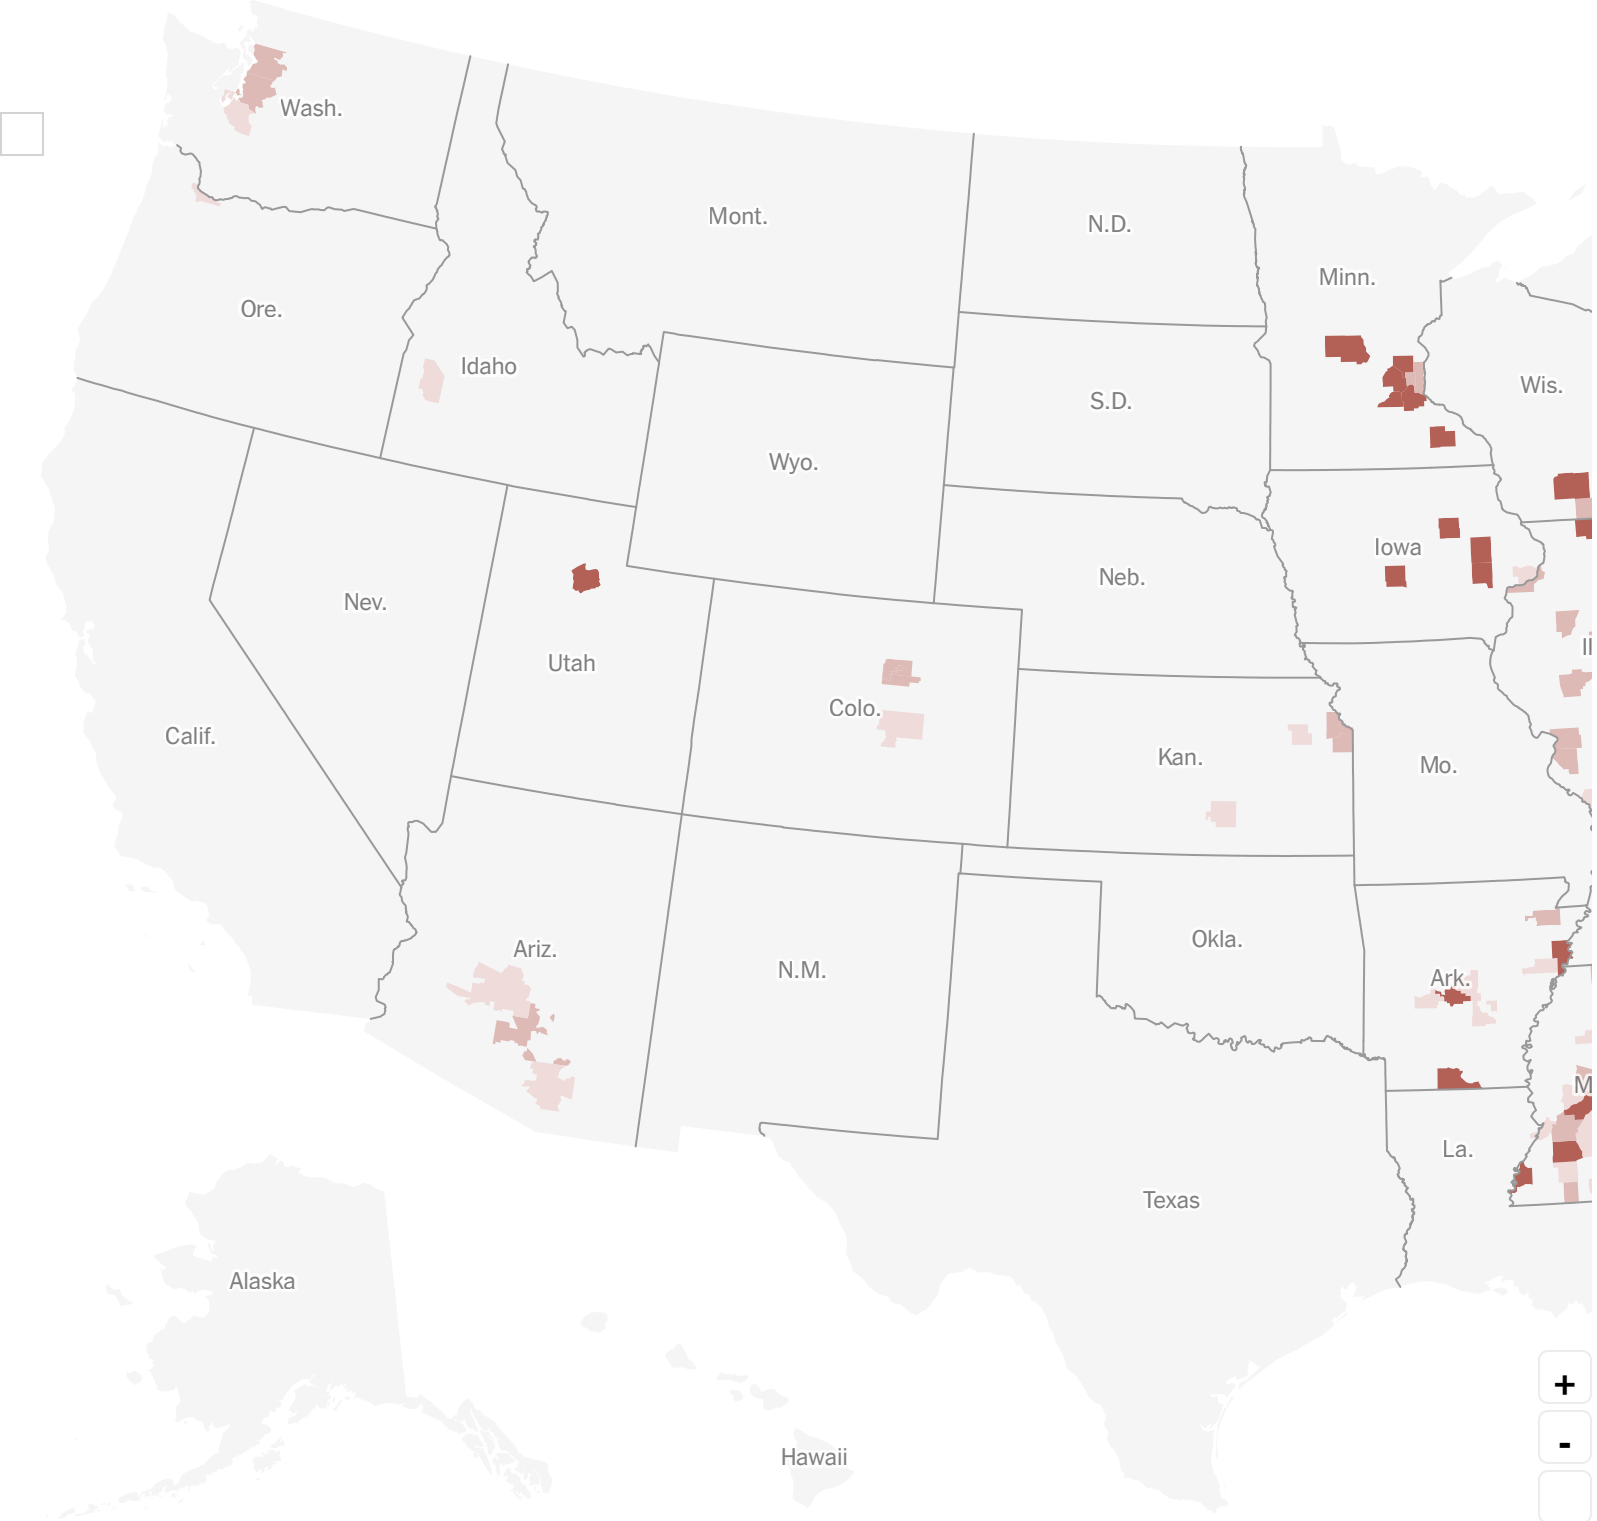 Wash.
Mont.
N.D.
Minn.
Ore.
Idaho
S.D.
Wis.
Wyo.
Iowa
Neb.
Nev.
Utah
Il
Colo.
Calif.
Kan.
Mo.
Ariz.
Okla.
N.M.
Ark.
M
La.
Texas
Alaska
Hawaii
+
-